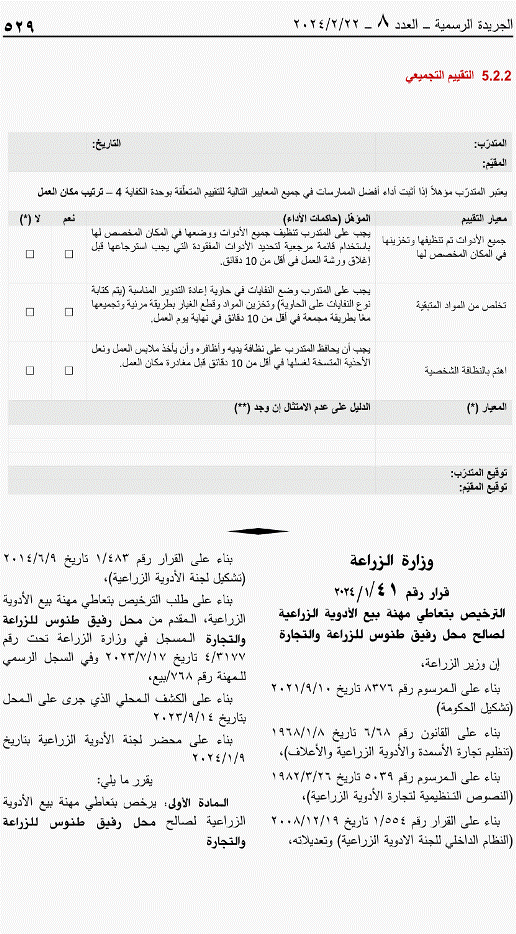 الجريدة الرسمية – العدد ٨ – ٢٠٢٤/٢/٢٢
٥٢٩
5.2.2 التقييم التجميعي
المتدرّب: التاريخ:
المقيّم:
يعتبر المتدرّب مؤهلاً إذا أثبت أداء أفضل الممارسات في جميع المعايير التالية للتقييم المتعلّقة بوحدة الكفاية 4 – ترتيب مكان العمل
معيار التقييم المؤهّل (حاكمات الأداء) نعم لا (*)
جميع الأدوات تم تنظيفها وتخزينها
في المكان المخصص لها
يجب على المتدرب تنظيف جميع الأدوات ووضعها في المكان المخصص لها
باستخدام قائمة مرجعية لتحديد الأدوات المفقودة التي يجب استرجاعها قبل
إغلاق ورشة العمل في أقل من 10 دقائق.
☐ ☐
تخلص من المواد المتبقية
يجب على المتدرب وضع النفايات في حاوية إعادة التدوير المناسبة (يتم كتابة
نوع النفايات على الحاوية) وتخزين المواد وقطع الغيار بطريقة مرئية وتجميعها
معًا بطريقة مجمعة في أقل من 10 دقائق في نهاية يوم العمل.
☐ ☐
اهتم بالنظافة الشخصية
يجب أن يحافظ المتدرب على نظافة يديه وأظافره وأن يأخذ ملابس العمل ونعل
الأحذية المتسخة لغسلها في أقل من 10 دقائق قبل مغادرة مكان العمل.
☐ ☐
المعيار (*) الدليل على عدم الامتثال إن وجد (**)
توقيع المتدرب:
توقيع المقيّم:
وزارة الزراعة
قرار رقم ٤١/١/٢٠٢٤
الترخيص بتعاطي مهنة بيع الأدوية الزراعية
لصالح محل رفيق طنوس للزراعة والتجارة
إن وزير الزراعة،
بناء على المرسوم رقم ٨٣٧٦ تاريخ ٢٠٢١/٩/١٠
(تشكيل الحكومة)
بناء على القانون رقم ٦/٦٨ تاريخ ١٩٦٨/١/٨
(تنظيم تجارة الأسمدة والأدوية الزراعية والأعلاف)،
بناء على المرسوم رقم ٥٠٣٩ تاريخ ١٩٨٢/٣/٢٦
(النصوص التنظيمية لتجارة الأدوية الزراعية)،
بناء على القرار رقم ١/٥٥٤ تاريخ ٢٠٠٨/١٢/١٩
(النظام الداخلي للجنة الادوية الزراعية) وتعديلاته،
بناء على القرار رقم ١/٤٨٣ تاريخ ٢٠١٤/٦/٩
(تشكيل لجنة الأدوية الزراعية)،
بناء على طلب الترخيص بتعاطي مهنة بيع الأدوية
الزراعية، المقدم من محل رفيق طنوس للزراعة
والتجارة المسجل في وزارة الزراعة تحت رقم
٤/٣١٧٧ تاريخ ٢٠٢٣/٧/١٧ وفي السجل الرسمي
للمهنة رقم ٧٦٨/بيع،
بناء على الكشف المحلي الذي جرى على المحل
بتاريخ ٢٠٢٣/٩/١٤
بناء على محضر لجنة الأدوية الزراعية بتاريخ
٢٠٢٤/١/٩
يقرر ما يلي:
المادة الأولى: يرخص بتعاطي مهنة بيع الأدوية
الزراعية لصالح محل رفيق طنوس للزراعة
والتجارة